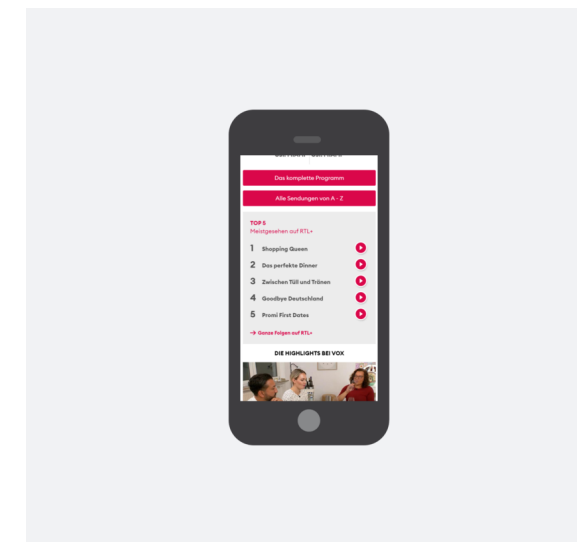 Das komplette Programm
Alle Sendungen von A - Z
TOP 5
Meistgesehen auf RTL+
1 Shopping Queen
2 Das perfekte Dinner
3 Zwischen Tüll und Tränen
4 Goodbye Deutschland
5 Promi First Dates
→ Ganze Folgen auf RTL+
DIE HIGHLIGHTS BEI VOX